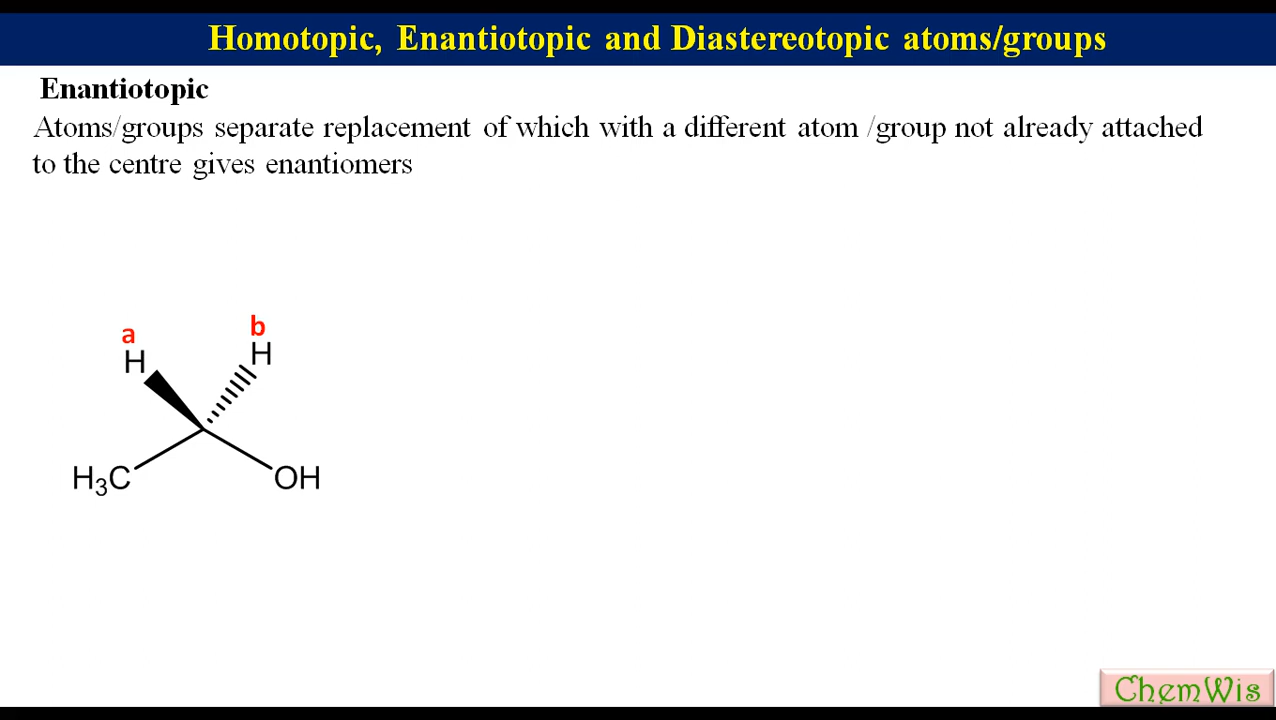 Homotopic, Enantiotopic and Diastereotopic atoms/groups
Enantiotopic
Atoms/groups separate replacement of which with a different atom /group not already attached
to the centre gives enantiomers
a
b
H
H
H₃C
OH
ChemWis